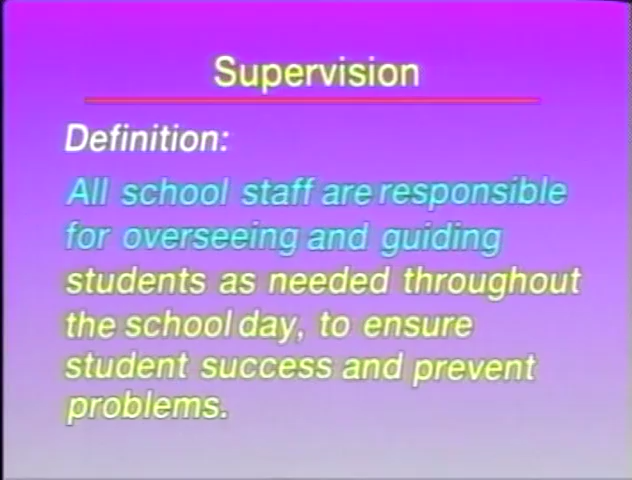 Supervision
Definition:
All school staff are responsible
for overseeing and guiding
students as needed throughout
the school day, to ensure
student success and prevent
problems.